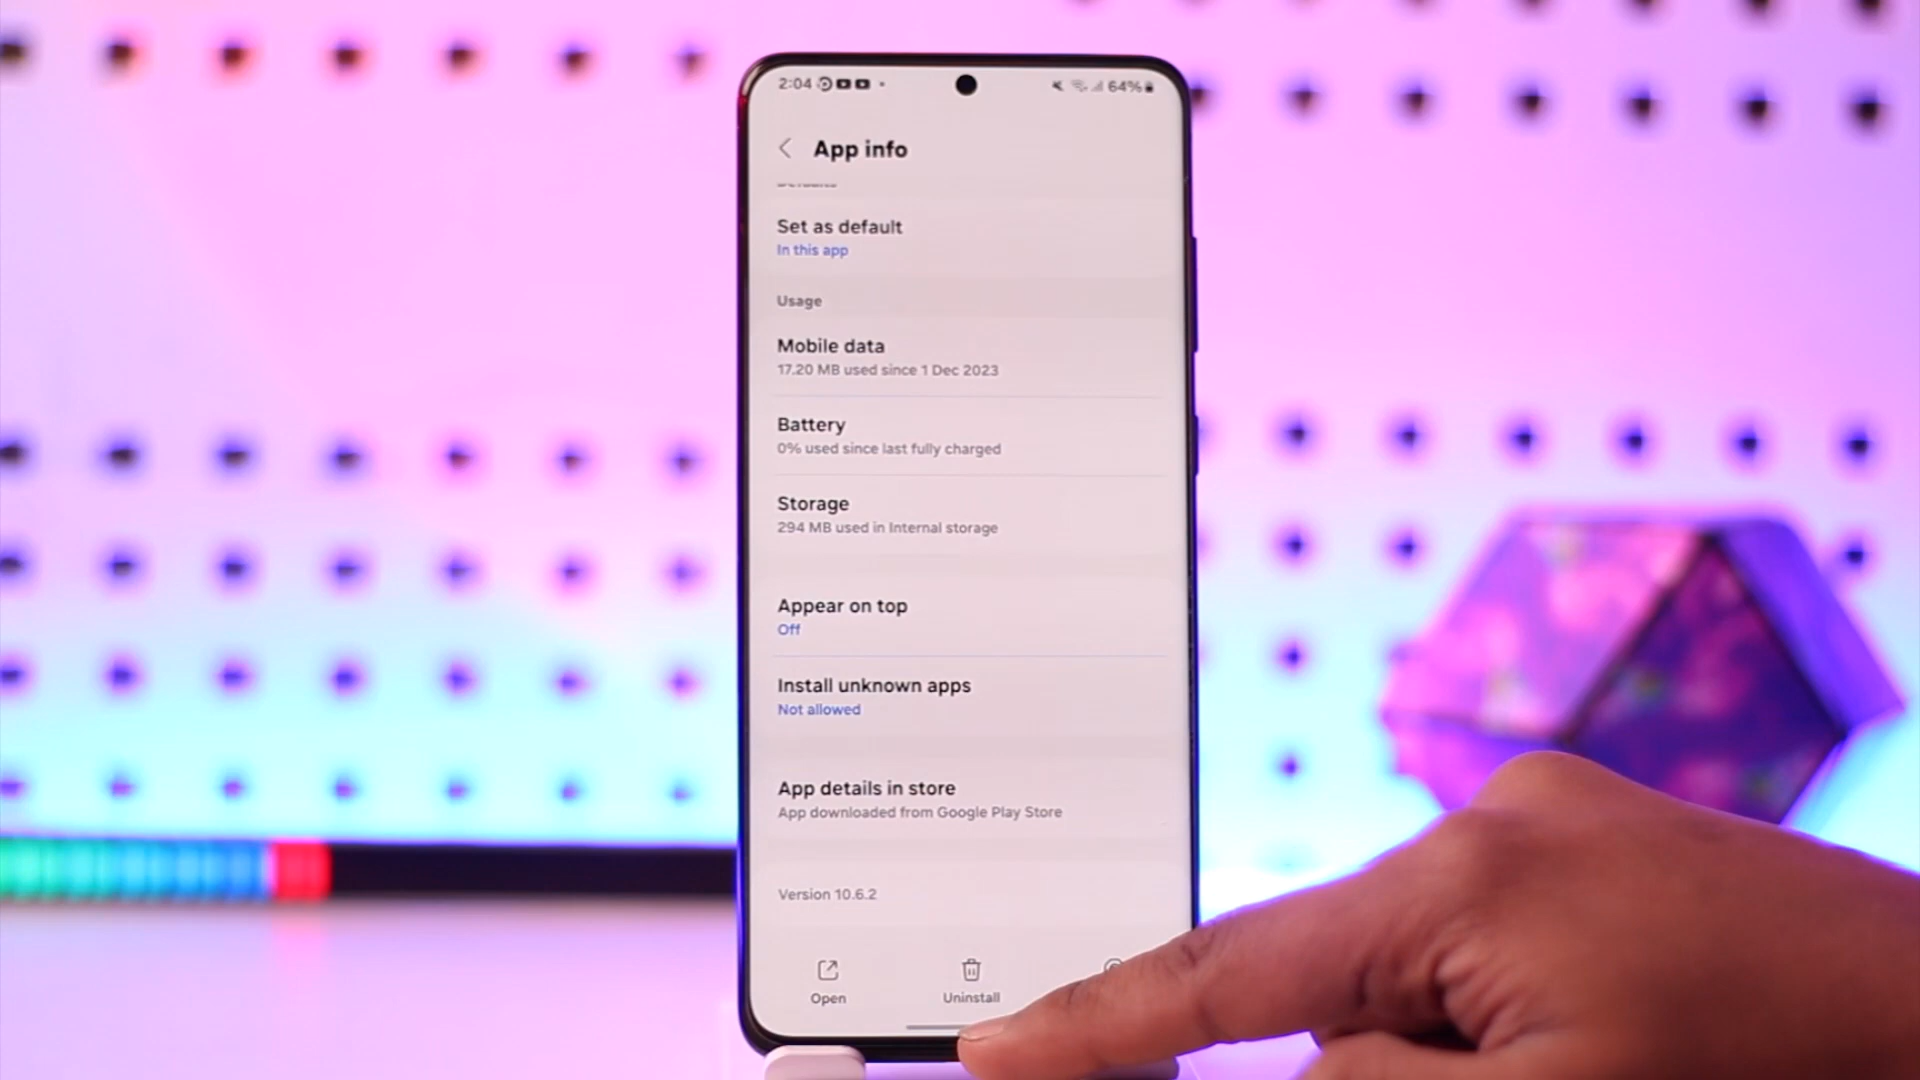 2:04
64%
App info
Defaults
Set as default
In this app
Usage
Mobile data
17.20 MB used since 1 Dec 2023
Battery
0% used since last fully charged
Storage
294 MB used in Internal storage
Appear on top
Off
Install unknown apps
Not allowed
App details in store
App downloaded from Google Play Store
Version 10.6.2
Open
Uninstall